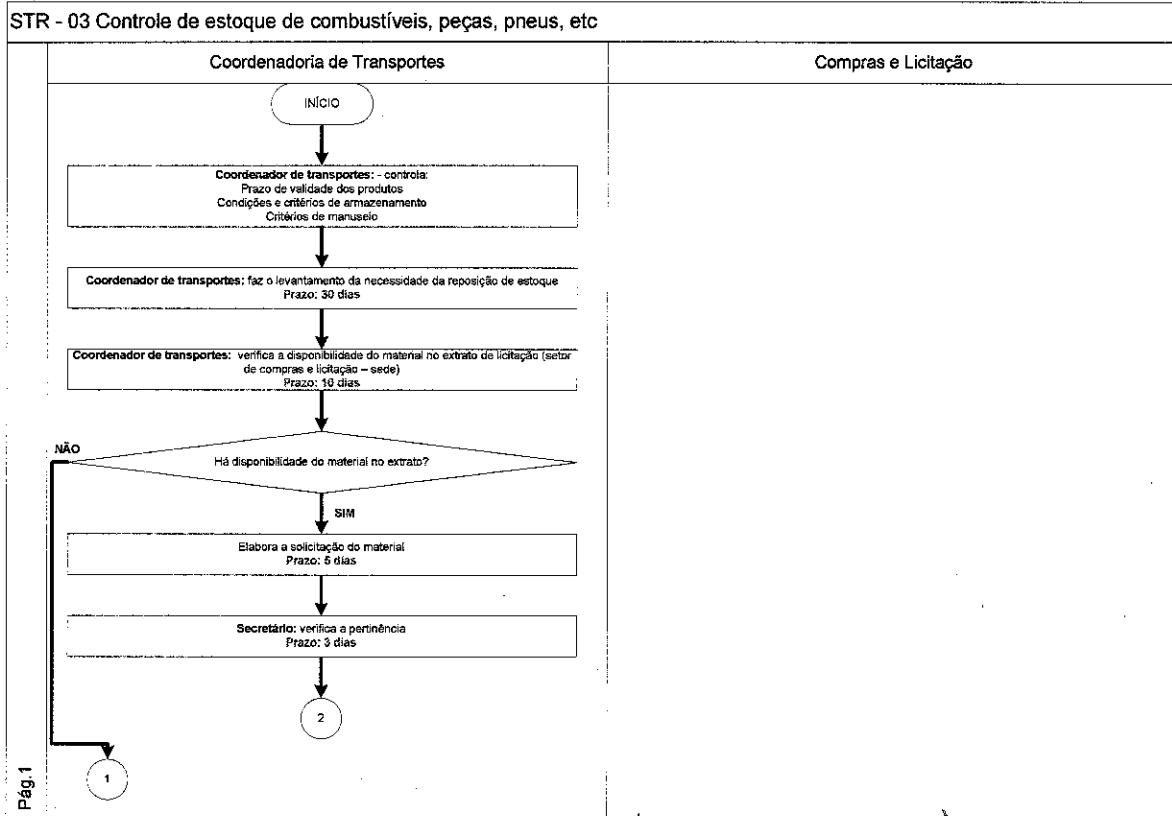 STR - 03 Controle de estoque de combustíveis, peças, pneus, etc
Coordenadoria de Transportes
Compras e Licitação
INÍCIO
Coordenador de transportes: - controla:
Prazo de validade dos produtos
Condições e critérios de armazenamento
Critérios de manuseio
Coordenador de transportes: faz o levantamento da necessidade da reposição de estoque
Prazo: 30 dias
Coordenador de transportes: verifica a disponibilidade do material no extrato de licitação (setor
de compras e licitação – sede)
Prazo: 10 dias
NÃO
Há disponibilidade do material no extrato?
SIM
Elabora a solicitação do material
Prazo: 5 dias
Secretário: verifica a pertinência
Prazo: 3 dias
2
1
Pág.1